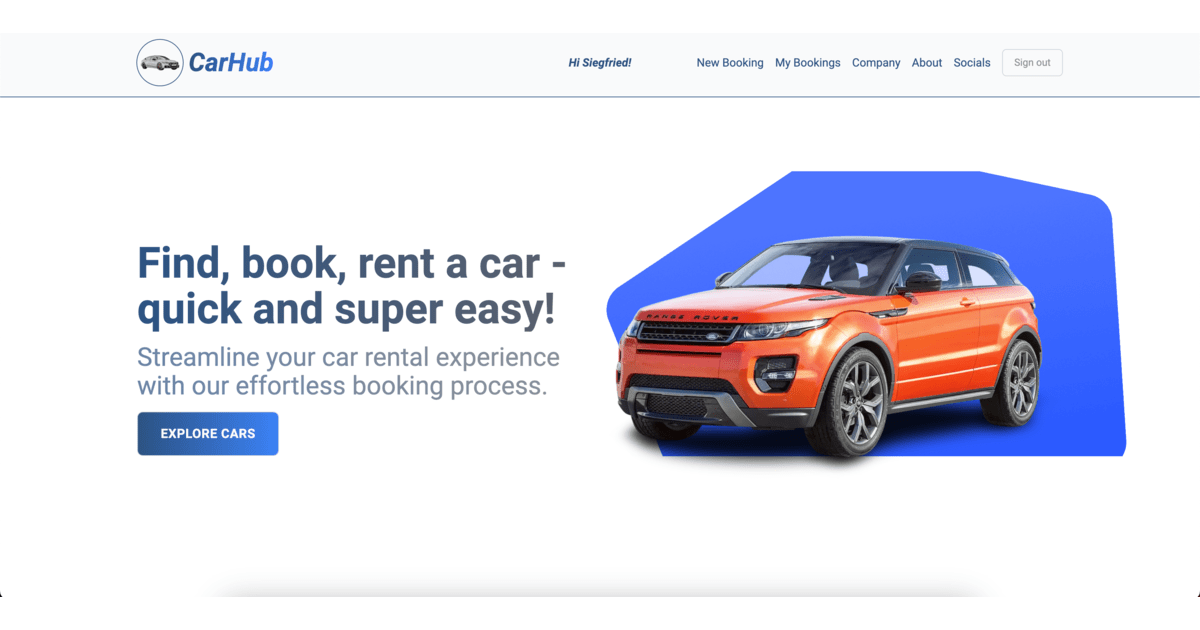 CarHub
Hi Siegfried!
New Booking My Bookings Company About Socials Sign out
Find, book, rent a car -
quick and super easy!
Streamline your car rental experience
with our effortless booking process.
EXPLORE CARS
RANGE ROVER